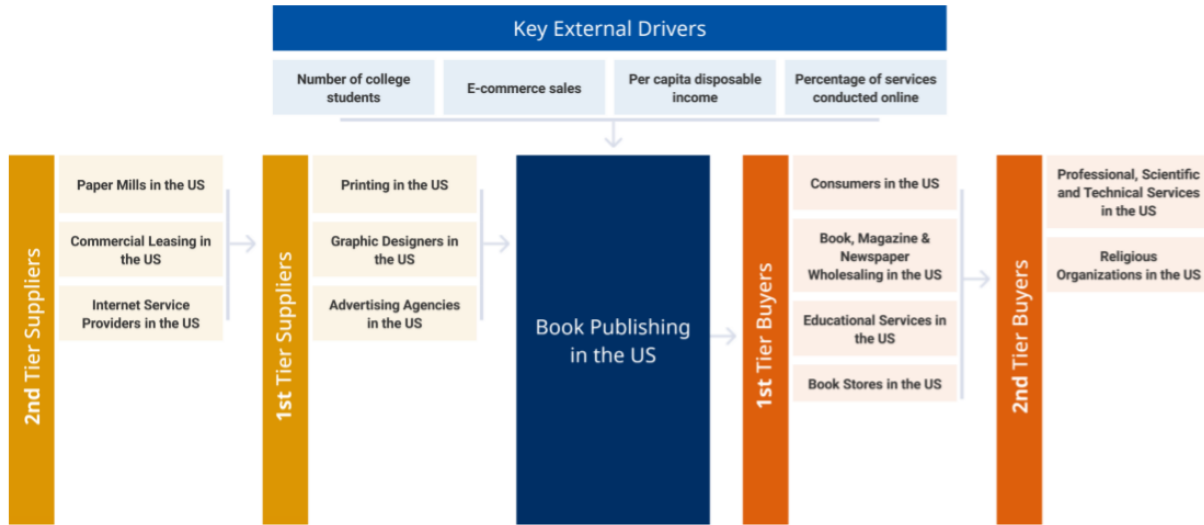 Key External Drivers
Number of college
students
E-commerce sales
Per capita disposable
income
Percentage of services
conducted online
2nd Tier Suppliers
Paper Mills in the US
Commercial Leasing in
the US
Internet Service
Providers in the US
1st Tier Suppliers
Printing in the US
Graphic Designers in
the US
Advertising Agencies
in the US
Book Publishing
in the US
1st Tier Buyers
Consumers in the US
Book, Magazine &
Newspaper
Wholesaling in the US
Educational Services in
the US
Book Stores in the US
2nd Tier Buyers
Professional, Scientific
and Technical Services
in the US
Religious
Organizations in the US